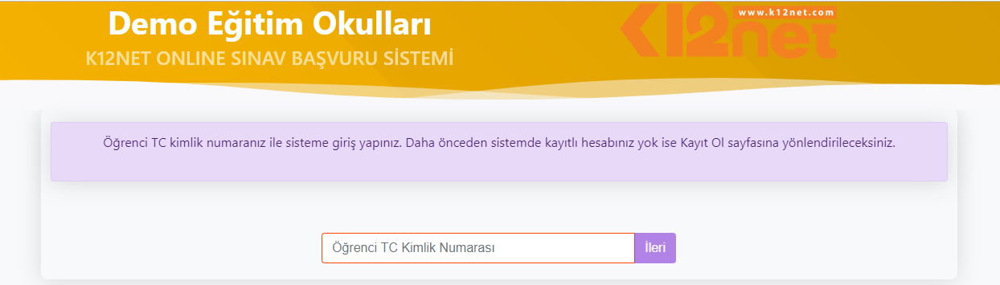 Demo Eğitim Okulları
www.k12net.com
K12net
K12NET ONLINE SINAV BAŞVURU SİSTEMİ
Öğrenci TC kimlik numaranız ile sisteme giriş yapınız. Daha önceden sistemde kayıtlı hesabınız yok ise Kayıt Ol sayfasına yönlendirileceksiniz.
Öğrenci TC Kimlik Numarası İleri